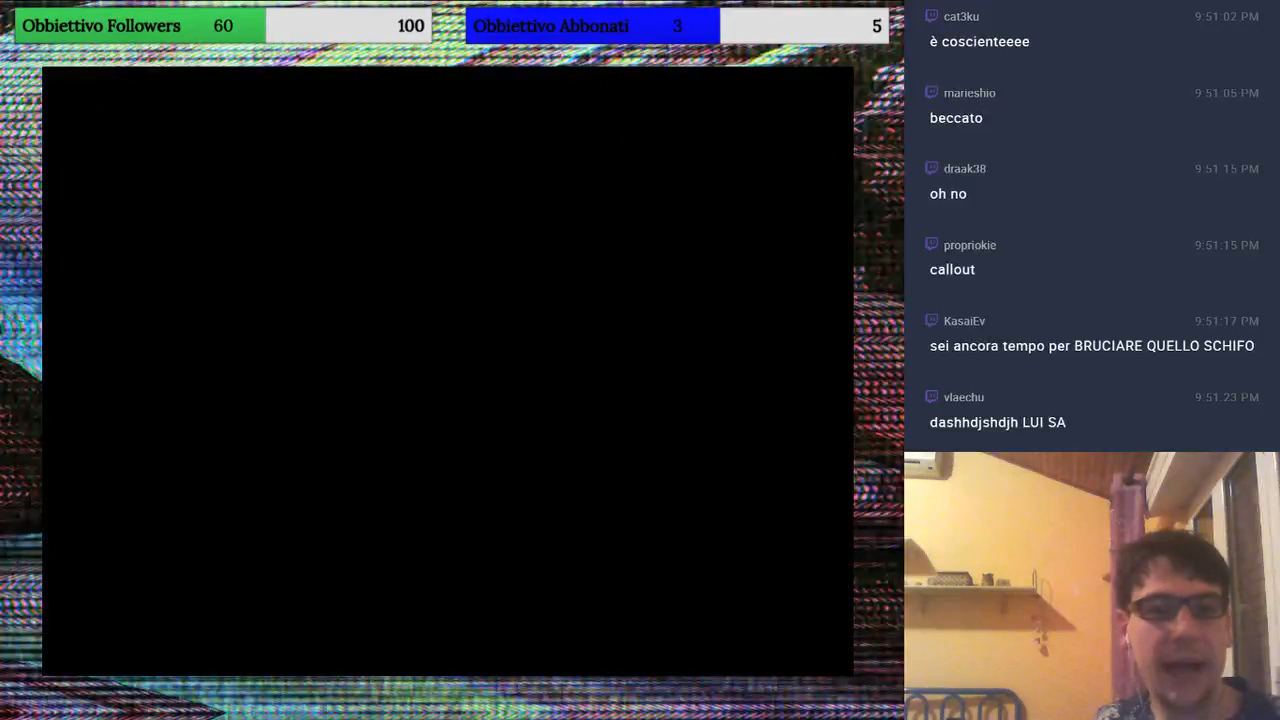 Obbiettivo Followers 60 100
Obbiettivo Abbonati 3 5
cat3ku 9:51:02 PM
è coscienteeee
marieshio 9:51:05 PM
beccato
draak38 9:51:15 PM
oh no
propriokie 9:51:15 PM
callout
KasaiEv 9:51:17 PM
sei ancora tempo per BRUCIARE QUELLO SCHIFO
vlaechu 9:51:23 PM
dashhdjshdjh LUI SA